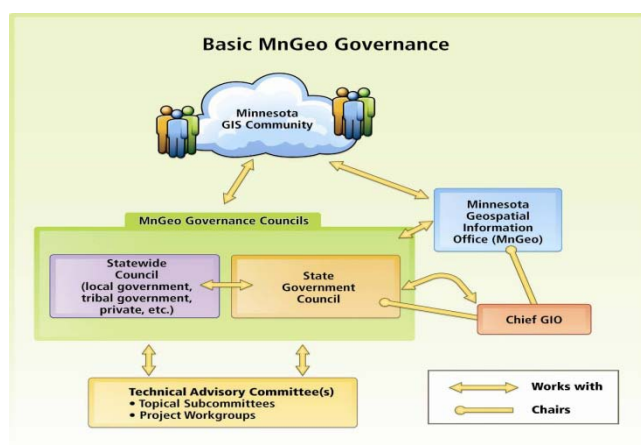 Basic MnGeo Governance
Minnesota
GIS Community
MnGeo Governance Councils
Minnesota
Geospatial
Information
Office (MnGeo)
Statewide
Council
(local government,
tribal government,
private, etc.)
State
Government
Council
Chief GIO
Technical Advisory Committee(s)
• Topical Subcommittees
• Project Workgroups
Works with
Chairs